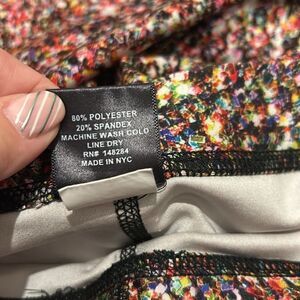 80% POLYESTER
20% SPANDEX
MACHINE WASH COLD
LINE DRY
RN# 148284
MADE IN NYC